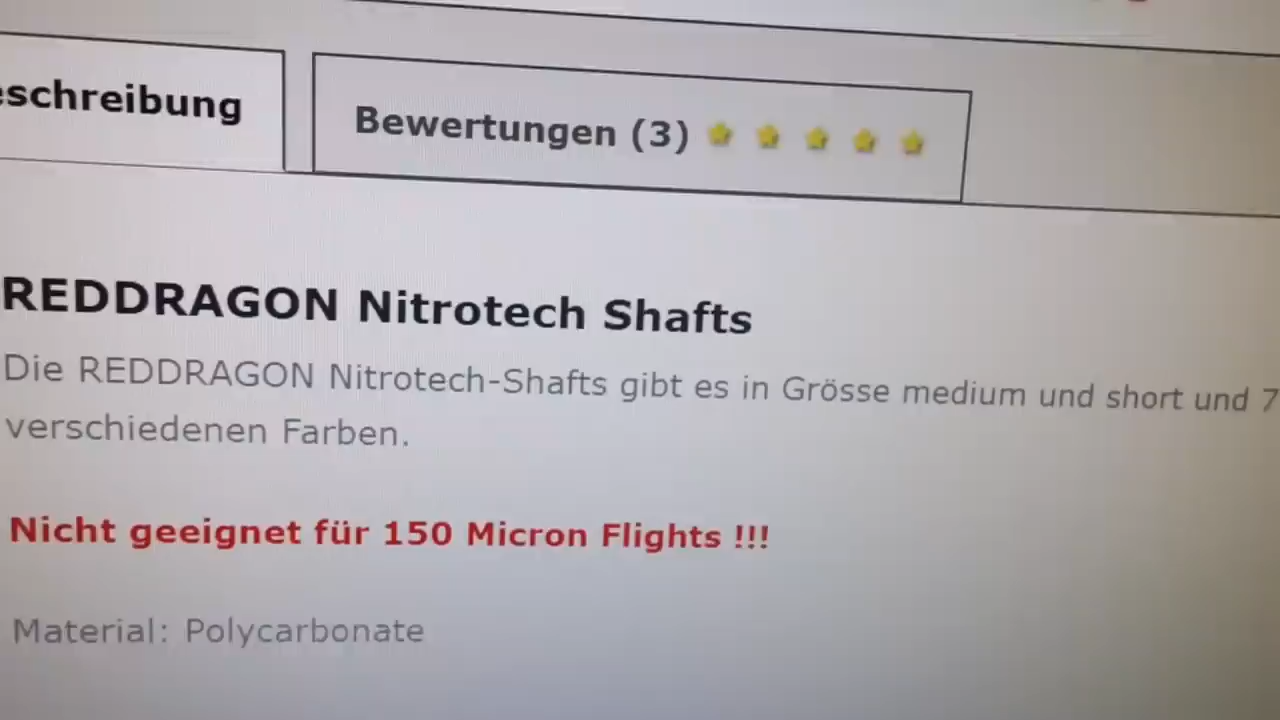 eschreibung
Bewertungen (3)
REDDRAGON Nitrotech Shafts
Die REDDRAGON Nitrotech-Shafts gibt es in Grösse medium und short und 7
verschiedenen Farben.
Nicht geeignet für 150 Micron Flights !!!
Material: Polycarbonate